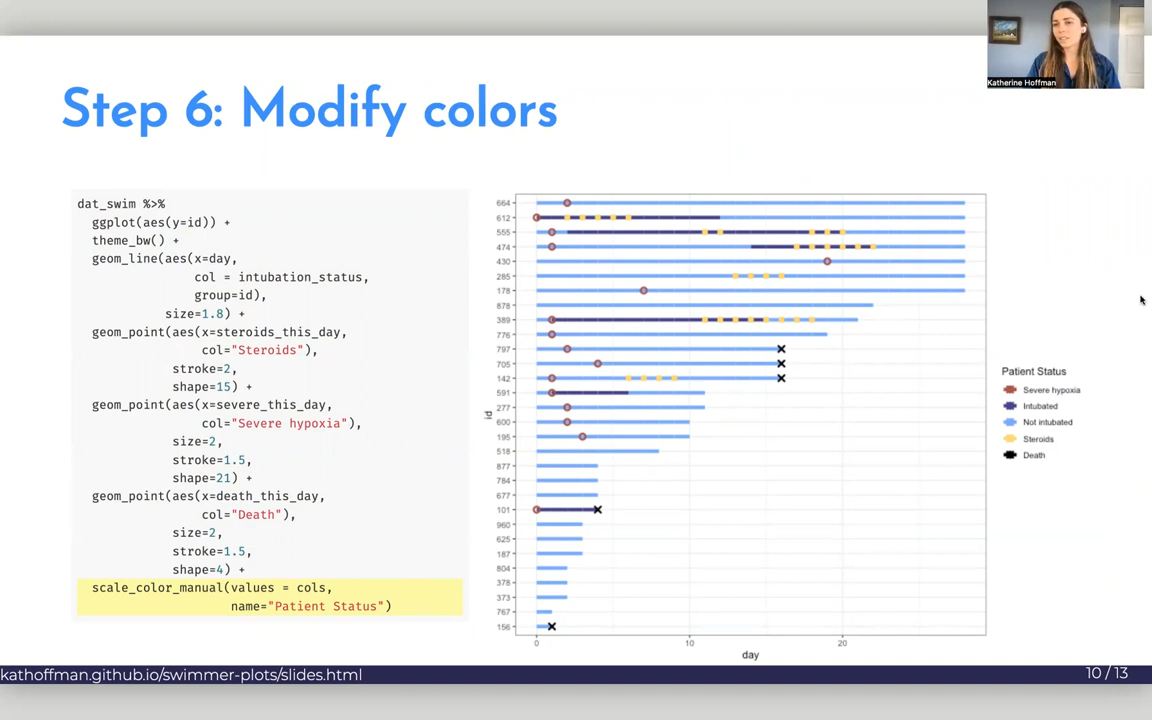 Katherine Hoffman
Step 6: Modify colors
dat_swim %>%
  ggplot(aes(y=id)) +
  theme_bw() +
  geom_line(aes(x=day,
                col = intubation_status,
                group=id),
            size=1.8) +
  geom_point(aes(x=steroids_this_day,
                 col="Steroids"),
             stroke=2,
             shape=15) +
  geom_point(aes(x=severe_this_day,
                 col="Severe hypoxia"),
             size=2,
             stroke=1.5,
             shape=21) +
  geom_point(aes(x=death_this_day,
                 col="Death"),
             size=2,
             stroke=1.5,
             shape=4) +
  scale_color_manual(values = cols,
                     name="Patient Status")
664
612
555
474
430
285
178
878
389
776
797
705
142
591
277
600
195
518
877
784
677
101
960
625
187
804
378
373
767
156
id
0 10 20
day
Patient Status
Severe hypoxia
Intubated
Not intubated
Steroids
Death
kathoffman.github.io/swimmer-plots/slides.html
10 / 13